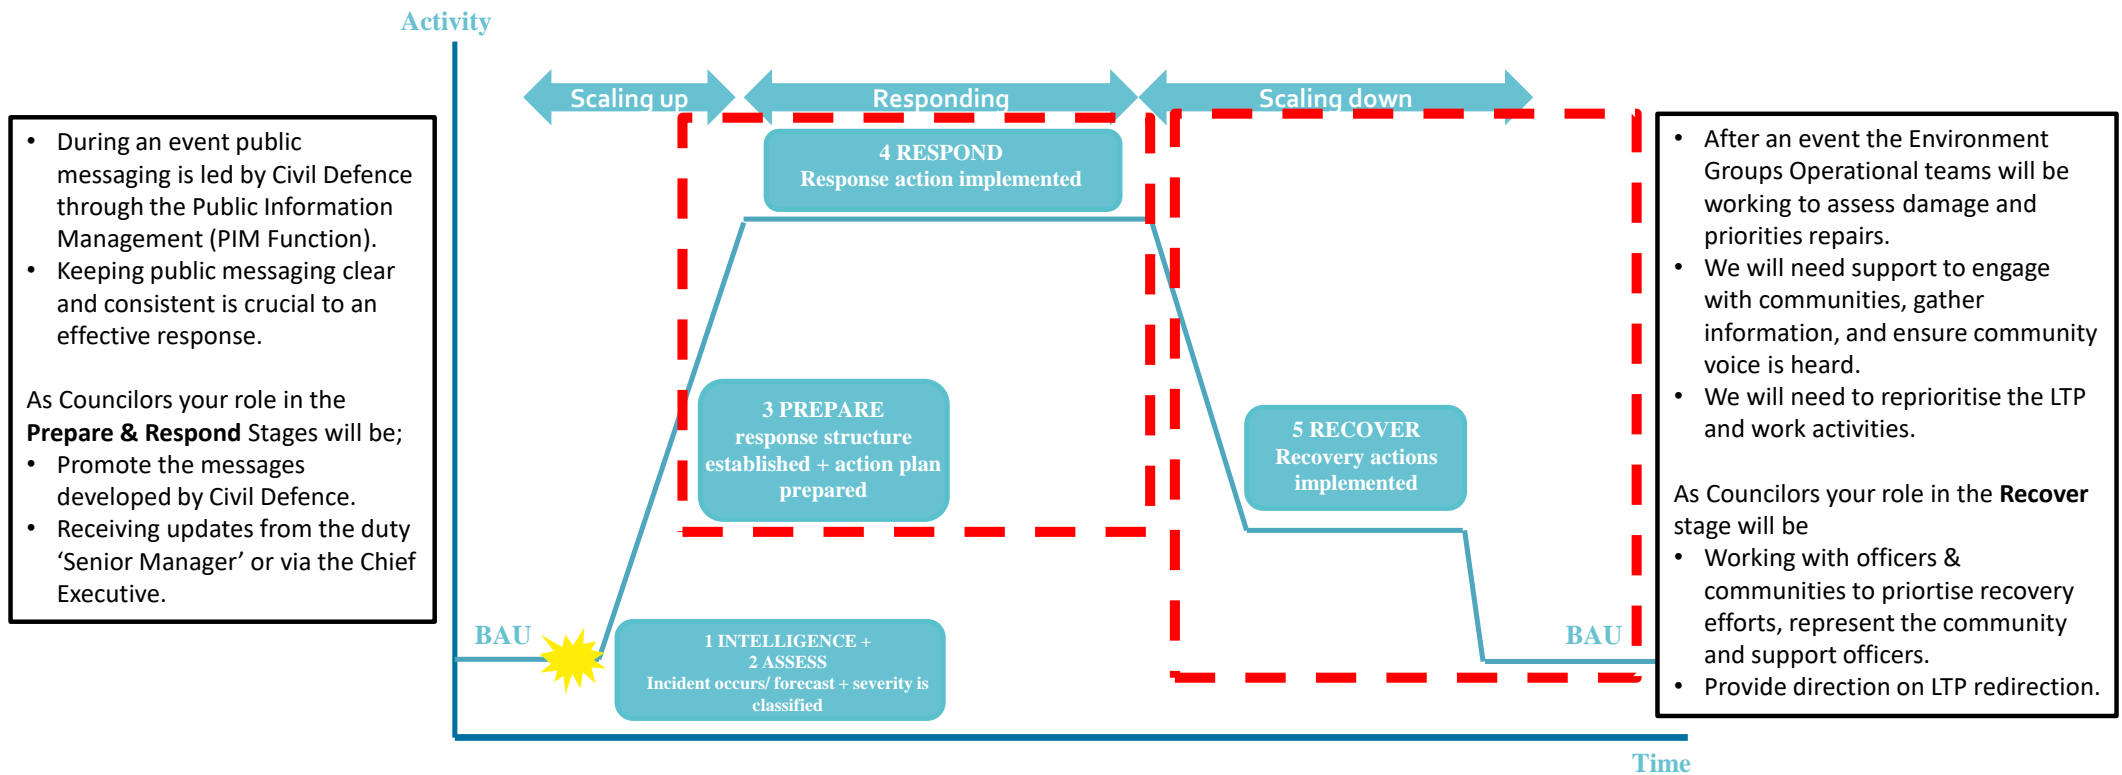 Activity
Scaling up
Responding
Scaling down
• During an event public
messaging is led by Civil Defence
through the Public Information
Management (PIM Function).
• Keeping public messaging clear
and consistent is crucial to an
effective response.
As Councilors your role in the
Prepare & Respond Stages will be;
• Promote the messages
developed by Civil Defence.
• Receiving updates from the duty
‘Senior Manager’ or via the Chief
Executive.
4 RESPOND
Response action implemented
3 PREPARE
response structure
established + action plan
prepared
5 RECOVER
Recovery actions
implemented
BAU
1 INTELLIGENCE +
2 ASSESS
Incident occurs/ forecast + severity is
classified
BAU
Time
• After an event the Environment
Groups Operational teams will be
working to assess damage and
priorities repairs.
• We will need support to engage
with communities, gather
information, and ensure community
voice is heard.
• We will need to reprioritise the LTP
and work activities.
As Councilors your role in the Recover
stage will be
• Working with officers &
communities to priortise recovery
efforts, represent the community
and support officers.
• Provide direction on LTP redirection.